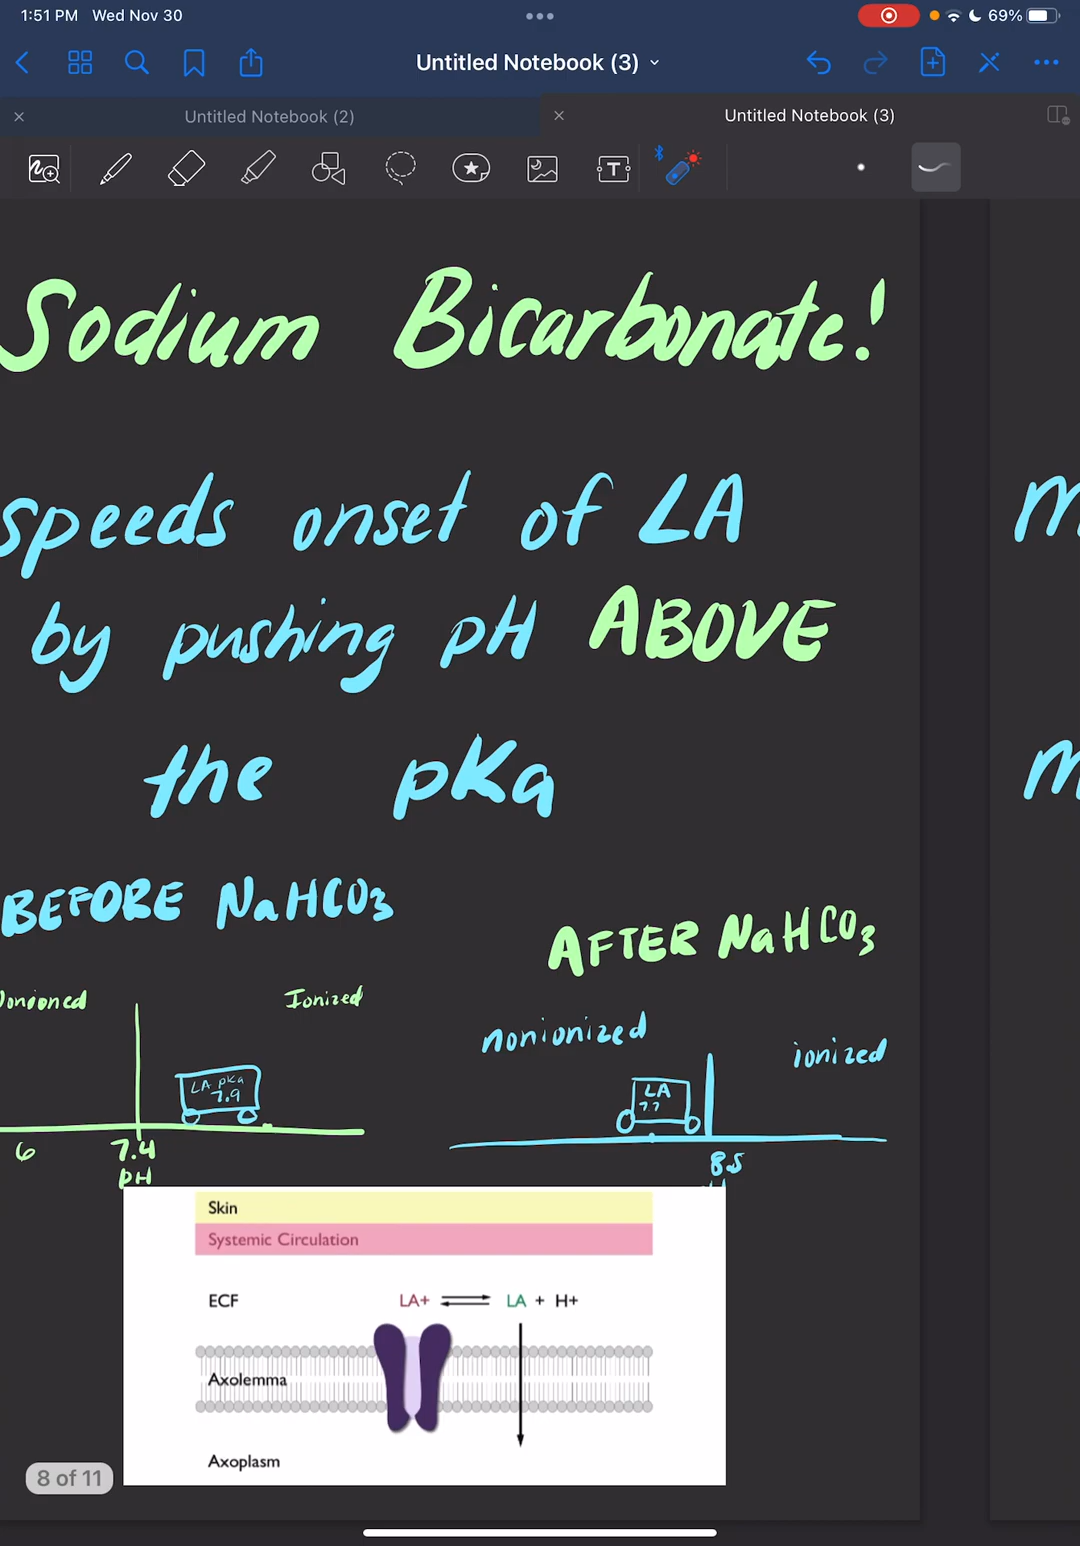 1:51 PM Wed Nov 30
69%
Untitled Notebook (3)
Untitled Notebook (2)
Untitled Notebook (3)
T
Sodium Bicarbonate!
speeds onset of LA
by pushing pH ABOVE
the pKa
BEFORE NaHCO3
AFTER NaHCO3
Ionized
nonionized
ionized
LA pKa
7.9
LA
7.7
6
7.4
pH
8.5
Skin
Systemic Circulation
ECF
LA+ ⇌ LA + H+
Axolemma
Axoplasm
8 of 11